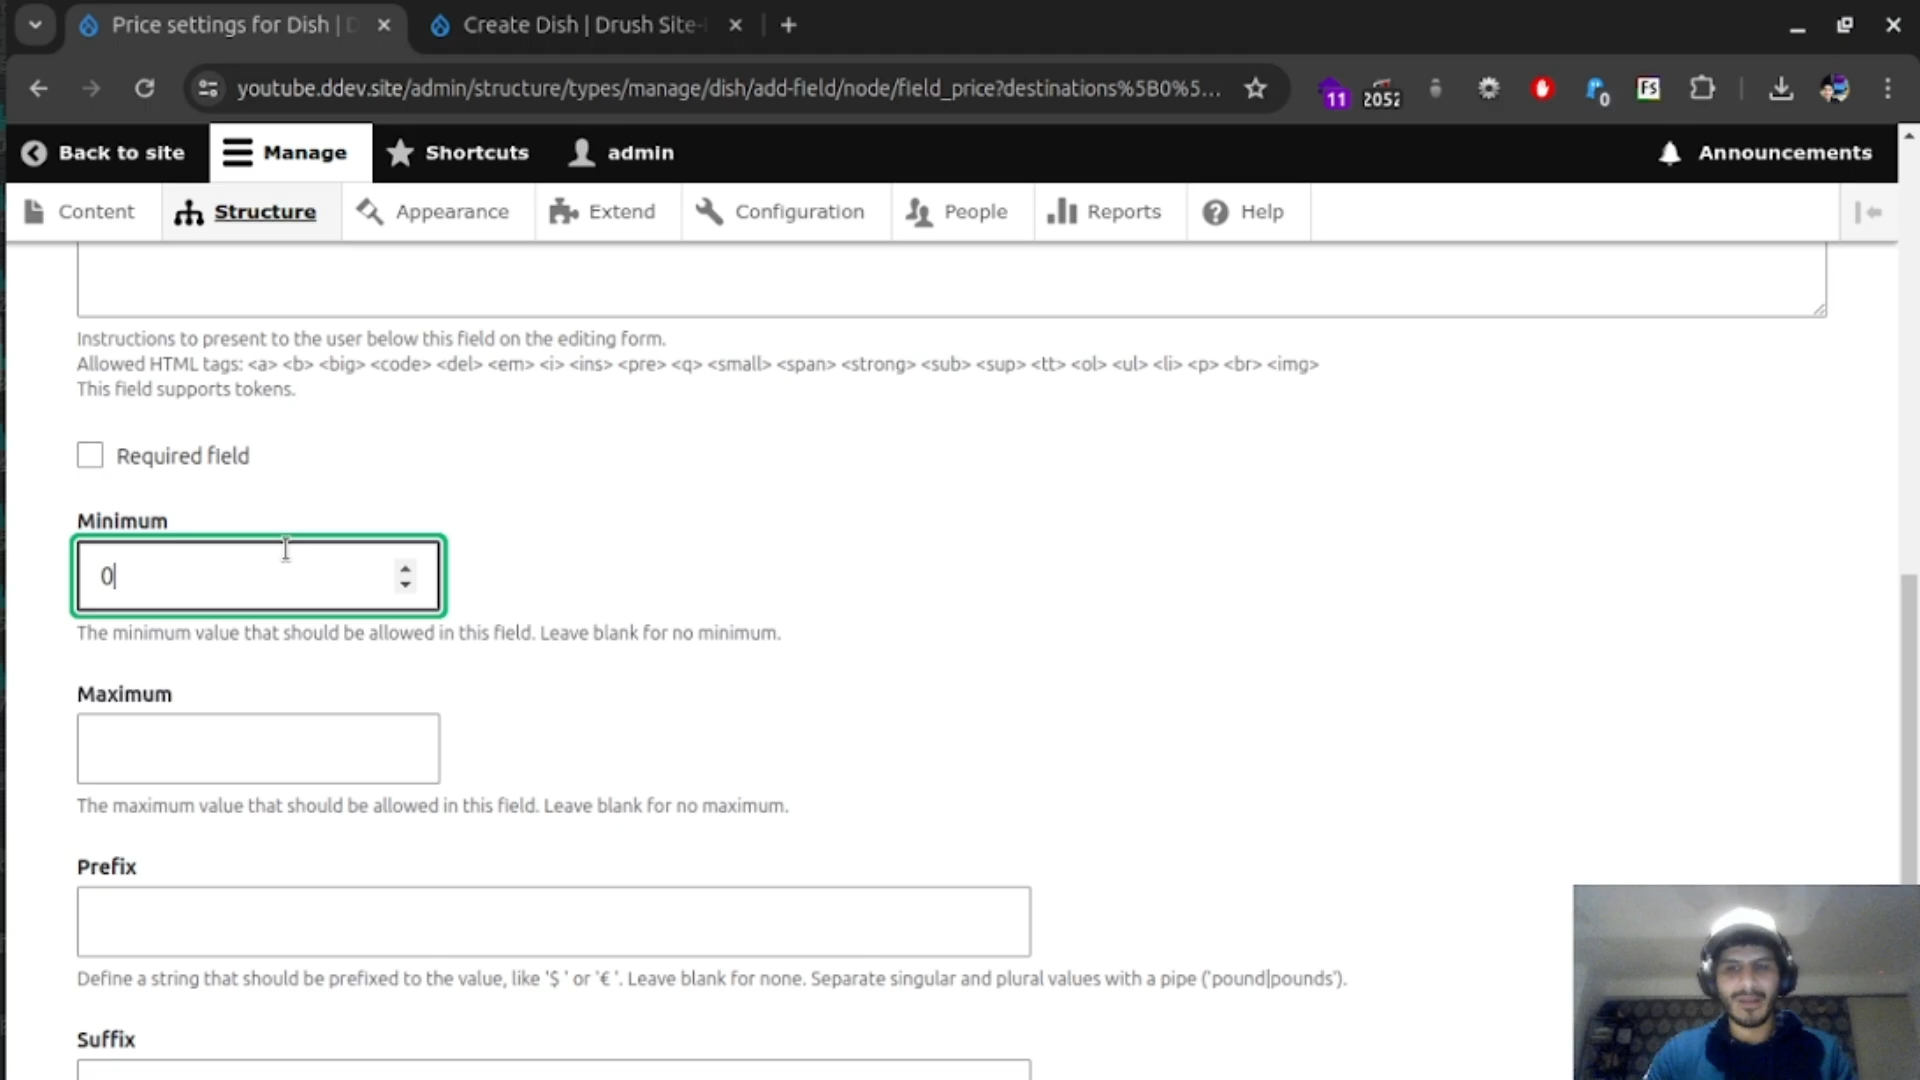 Price settings for Dish | D
Create Dish | Drush Site-
youtube.ddev.site/admin/structure/types/manage/dish/add-field/node/field_price?destinations%5B0%5...
11
2052
0
FS
Back to site
Manage
Shortcuts
admin
Announcements
Content
Structure
Appearance
Extend
Configuration
People
Reports
Help
Instructions to present to the user below this field on the editing form.
Allowed HTML tags: <a> <b> <big> <code> <del> <em> <i> <ins> <pre> <q> <small> <span> <strong> <sub> <sup> <tt> <ol> <ul> <li> <p> <br> <img>
This field supports tokens.
Required field
Minimum
0
The minimum value that should be allowed in this field. Leave blank for no minimum.
Maximum
The maximum value that should be allowed in this field. Leave blank for no maximum.
Prefix
Define a string that should be prefixed to the value, like '$ ' or '€ '. Leave blank for none. Separate singular and plural values with a pipe ('pound|pounds').
Suffix